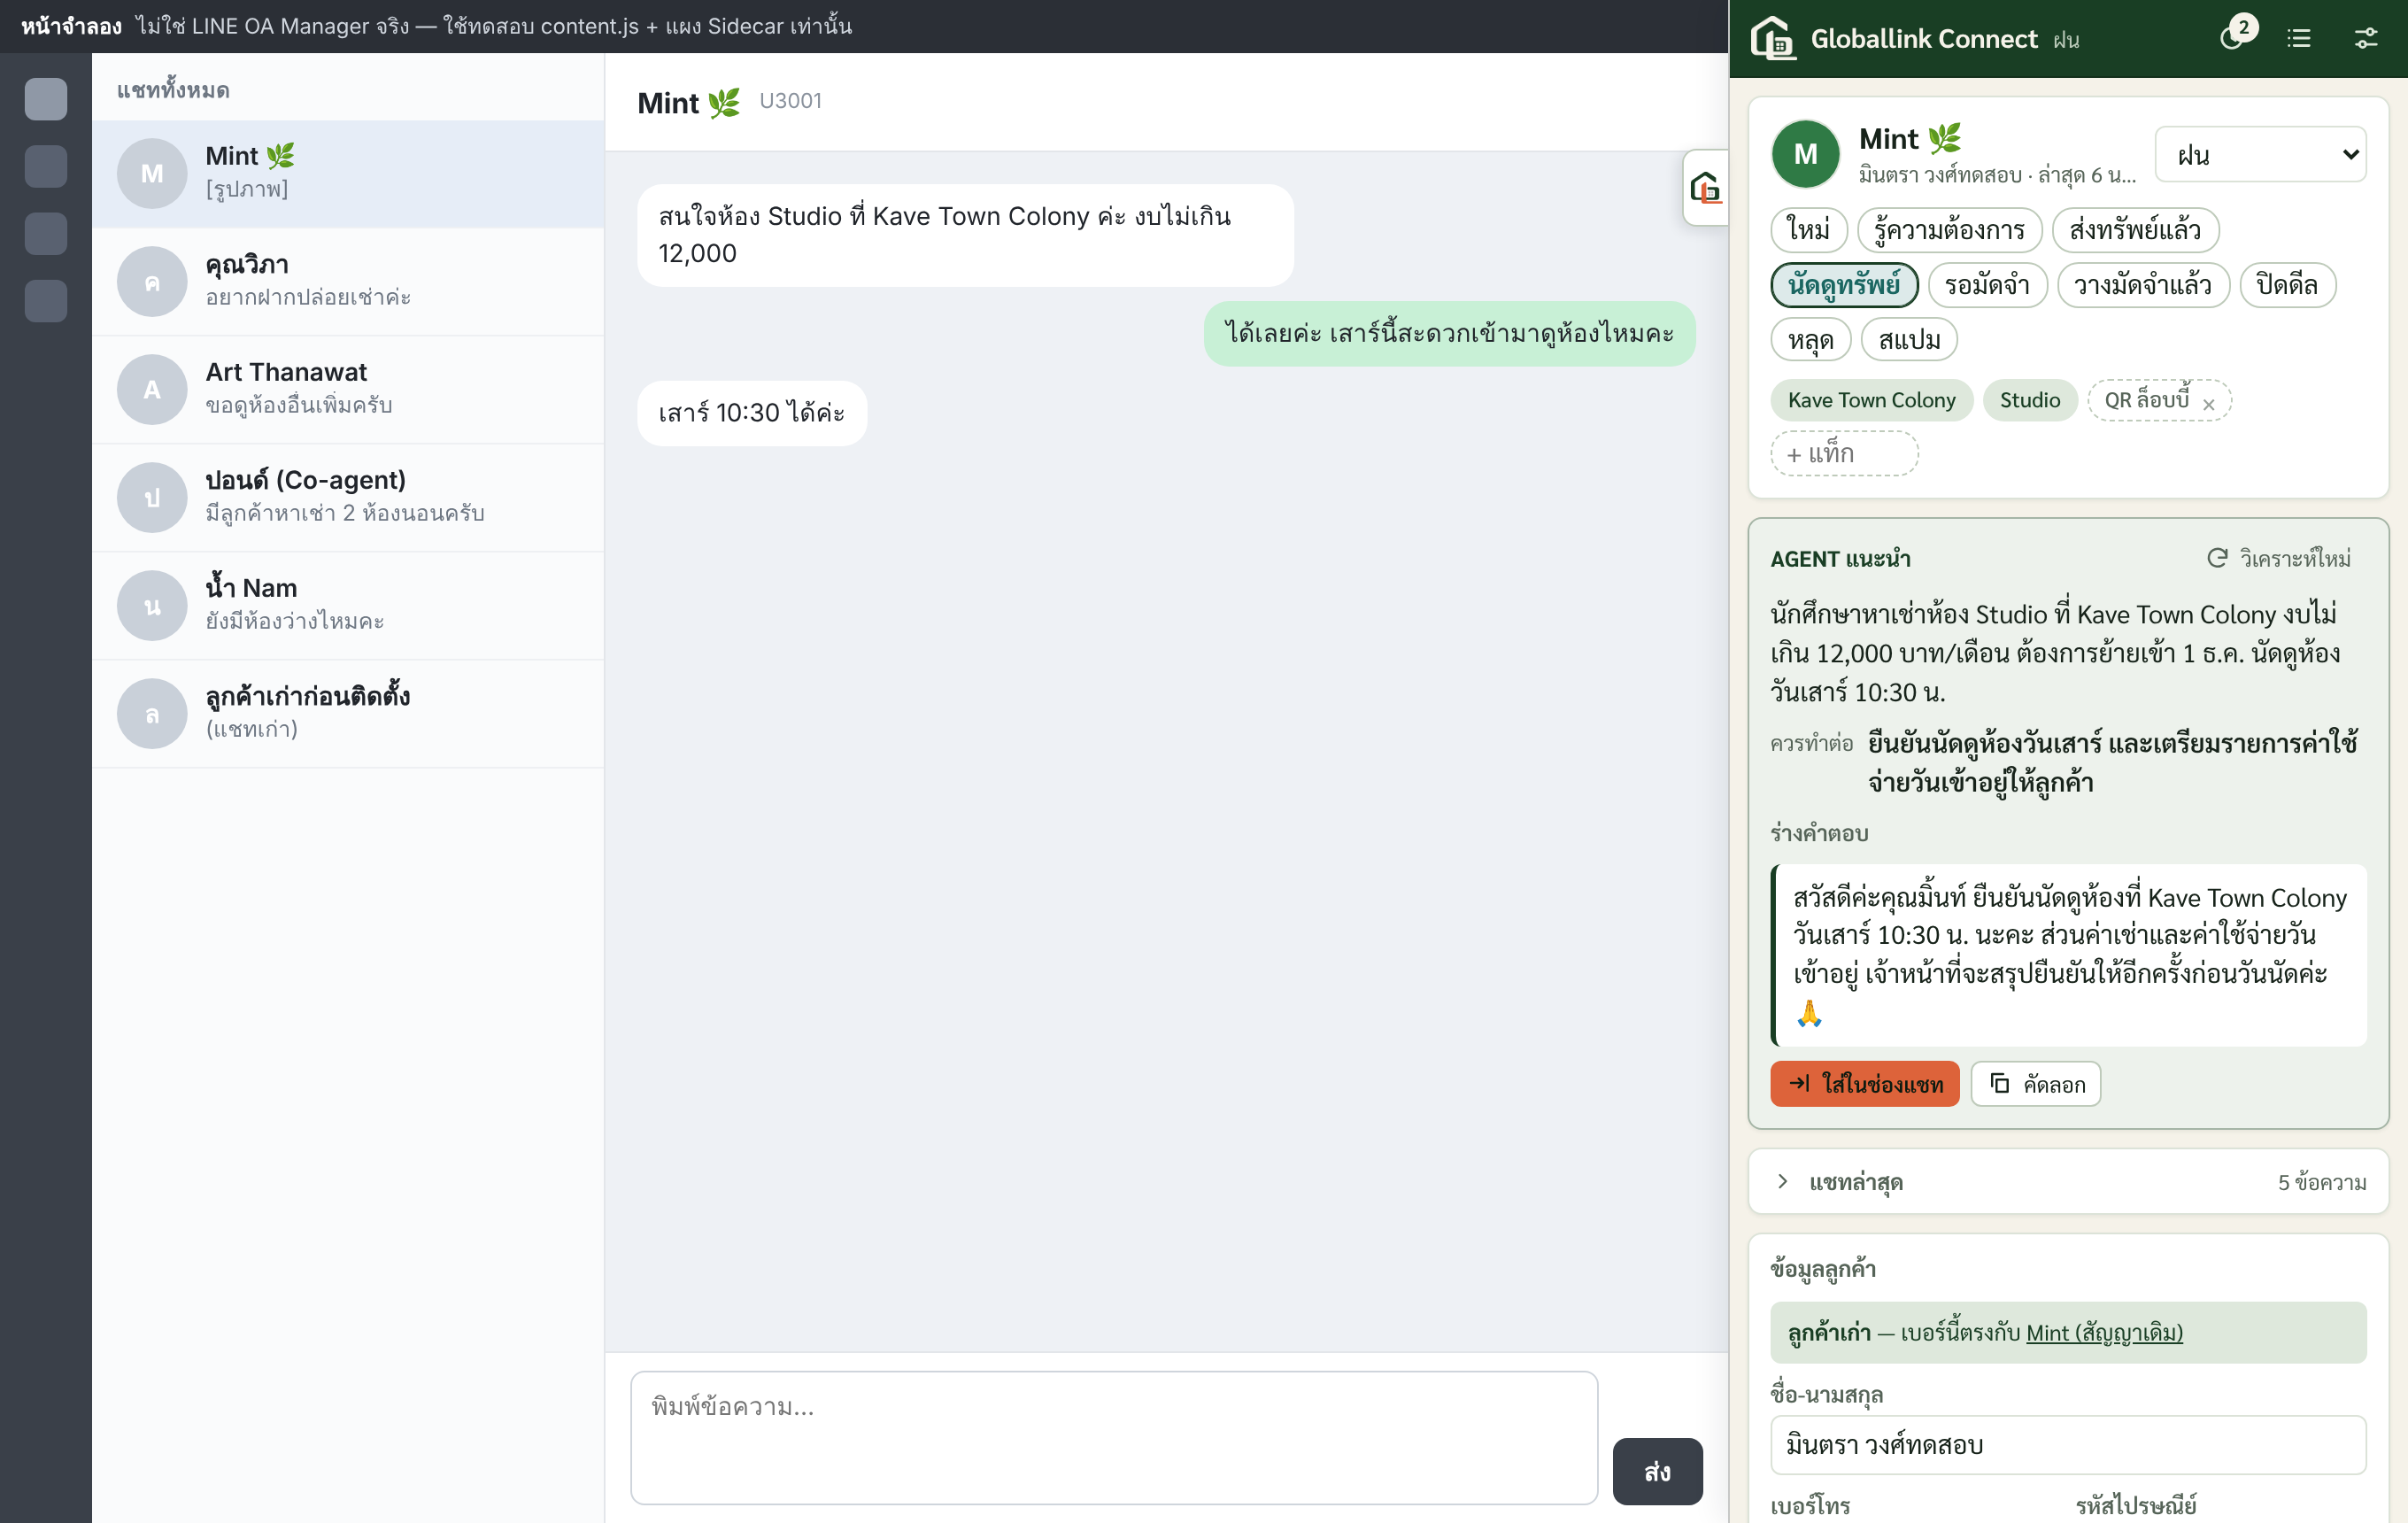 หน้าจำลอง ไม่ใช่ LINE OA Manager จริง — ใช้ทดสอบ content.js + แผง Sidecar เท่านั้น
แชททั้งหมด
M
Mint 🌿
[รูปภาพ]
ค
คุณวิภา
อยากฝากปล่อยเช่าค่ะ
A
Art Thanawat
ขอดูห้องอื่นเพิ่มครับ
ป
ปอนด์ (Co-agent)
มีลูกค้าหาเช่า 2 ห้องนอนครับ
น
น้ำ Nam
ยังมีห้องว่างไหมคะ
ล
ลูกค้าเก่าก่อนติดตั้ง
(แชทเก่า)
Mint 🌿 U3001
สนใจห้อง Studio ที่ Kave Town Colony ค่ะ งบไม่เกิน
12,000
ได้เลยค่ะ เสาร์นี้สะดวกเข้ามาดูห้องไหมคะ
เสาร์ 10:30 ได้ค่ะ
พิมพ์ข้อความ...
ส่ง
Globallink Connect ฝน
2
M
Mint 🌿
มินตรา วงศ์ทดสอบ · ล่าสุด 6 น...
ฝน
ใหม่ รู้ความต้องการ ส่งทรัพย์แล้ว
นัดดูทรัพย์ รอมัดจำ วางมัดจำแล้ว ปิดดีล
หลุด สแปม
Kave Town Colony Studio QR ล็อบบี้ ×
+ แท็ก
AGENT แนะนำ วิเคราะห์ใหม่
นักศึกษาหาเช่าห้อง Studio ที่ Kave Town Colony งบไม่
เกิน 12,000 บาท/เดือน ต้องการย้ายเข้า 1 ธ.ค. นัดดูห้อง
วันเสาร์ 10:30 น.
ควรทำต่อ ยืนยันนัดดูห้องวันเสาร์ และเตรียมรายการค่าใช้
จ่ายวันเข้าอยู่ให้ลูกค้า
ร่างคำตอบ
สวัสดีค่ะคุณมิ้นท์ ยืนยันนัดดูห้องที่ Kave Town Colony
วันเสาร์ 10:30 น. นะคะ ส่วนค่าเช่าและค่าใช้จ่ายวัน
เข้าอยู่ เจ้าหน้าที่จะสรุปยืนยันให้อีกครั้งก่อนวันนัดค่ะ
🙏
ใส่ในช่องแชท คัดลอก
แชทล่าสุด 5 ข้อความ
ข้อมูลลูกค้า
ลูกค้าเก่า — เบอร์นี้ตรงกับ Mint (สัญญาเดิม)
ชื่อ-นามสกุล
มินตรา วงศ์ทดสอบ
เบอร์โทร รหัสไปรษณีย์